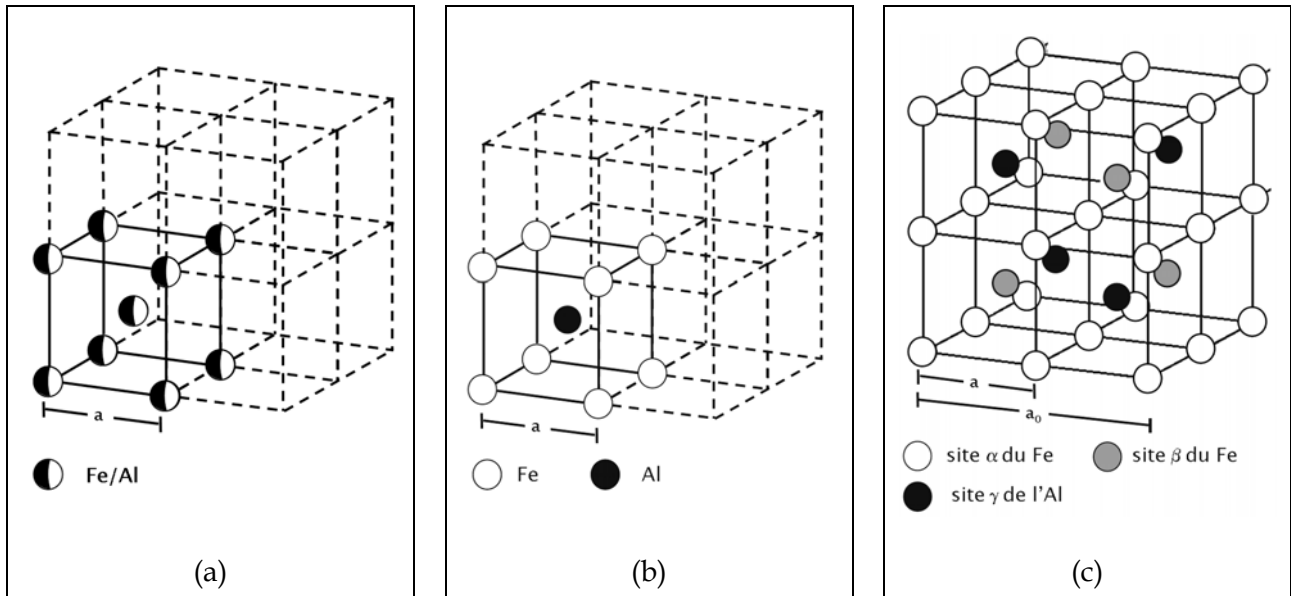 a
Fe/Al
(a)
a
Fe Al
(b)
a
a₀
site α du Fe site β du Fe
site γ de l'Al
(c)